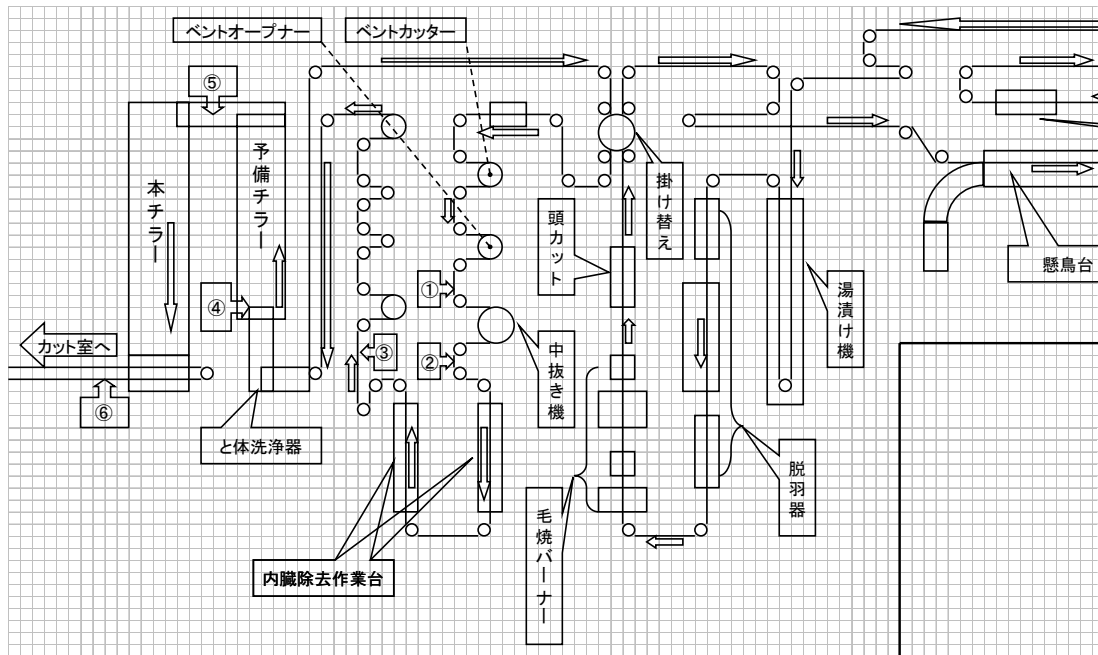 ベントオープナー
ベントカッター
⑤
予備チラー
本チラー
掛け替え
頭カット
懸鳥台
①
④
湯漬け機
カット室へ
③
②
中抜き機
⑥
と体洗浄器
脱羽器
毛焼バーナー
内臓除去作業台